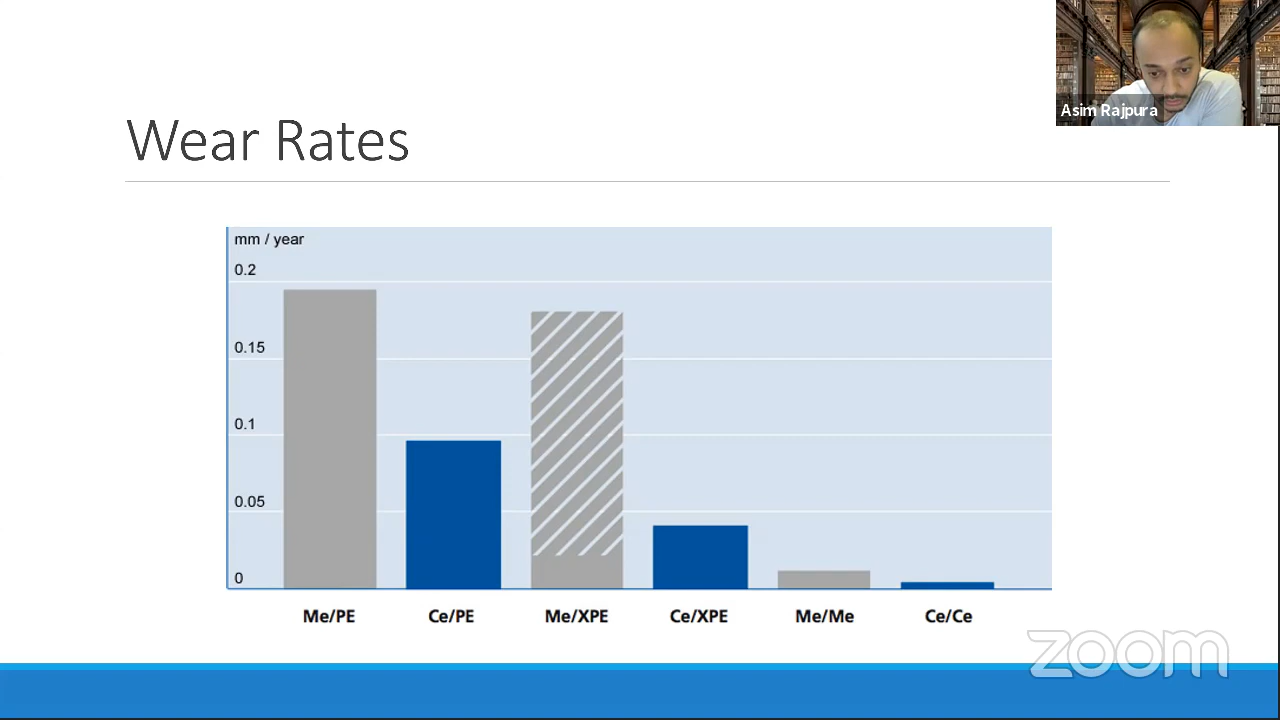 Asim Rajpura
Wear Rates
mm / year
0.2
0.15
0.1
0.05
0
Me/PE
Ce/PE
Me/XPE
Ce/XPE
Me/Me
Ce/Ce
zoom